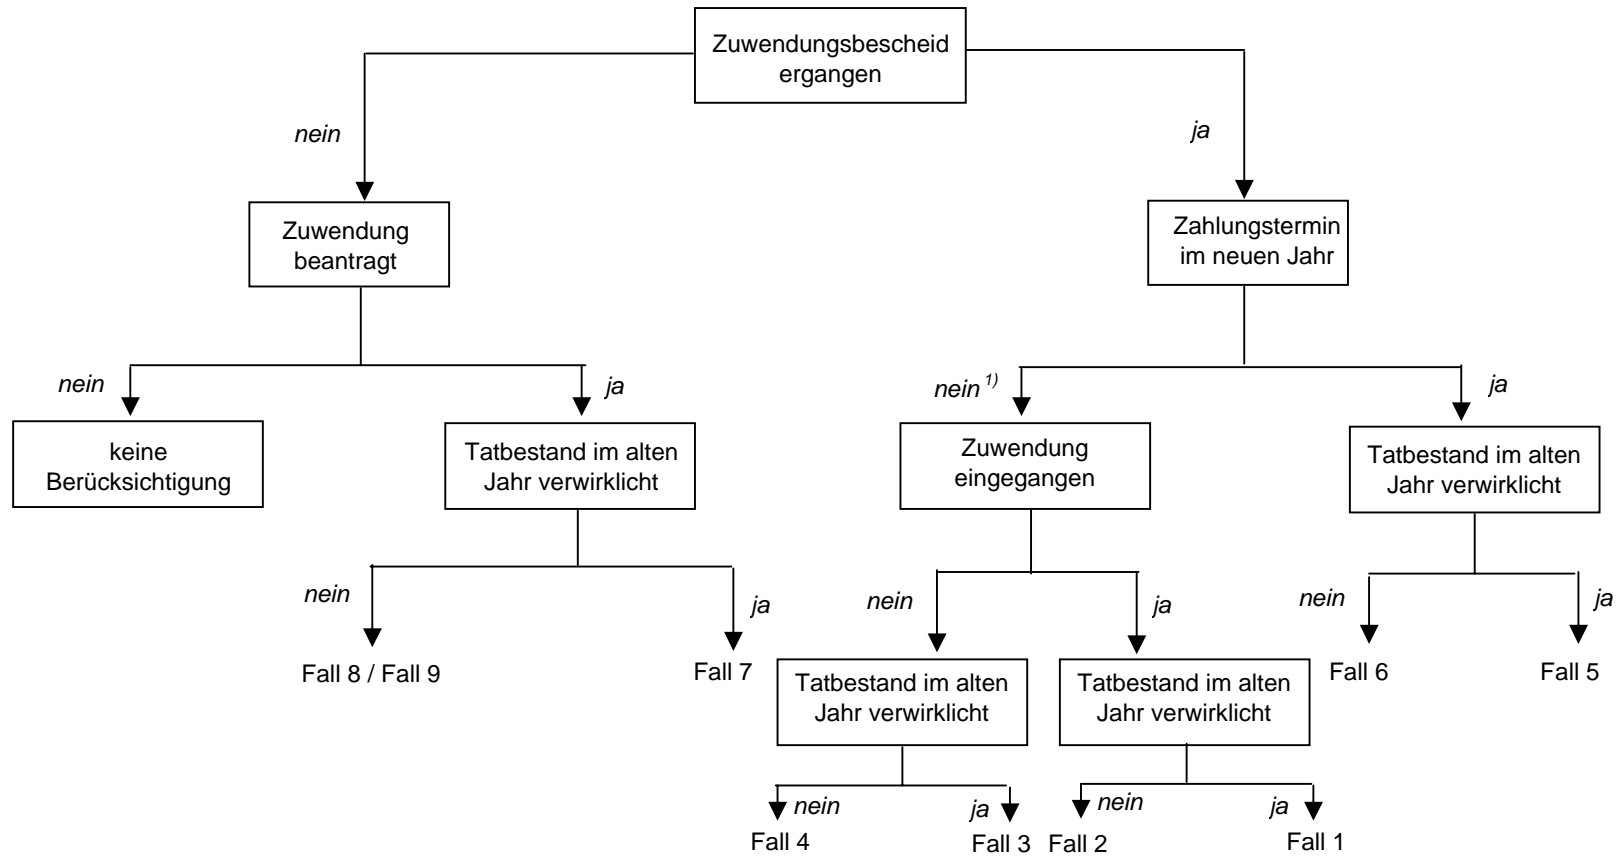 Zuwendungsbescheid
ergangen
nein
ja
Zuwendung
beantragt
Zahlungstermin
im neuen Jahr
nein
ja
nein 1)
ja
keine
Berücksichtigung
Tatbestand im alten
Jahr verwirklicht
Zuwendung
eingegangen
Tatbestand im alten
Jahr verwirklicht
nein
ja
nein
ja
nein
ja
Fall 8 / Fall 9
Fall 7
Tatbestand im alten
Jahr verwirklicht
Tatbestand im alten
Jahr verwirklicht
Fall 6
Fall 5
nein
ja
nein
ja
Fall 4
Fall 3
Fall 2
Fall 1